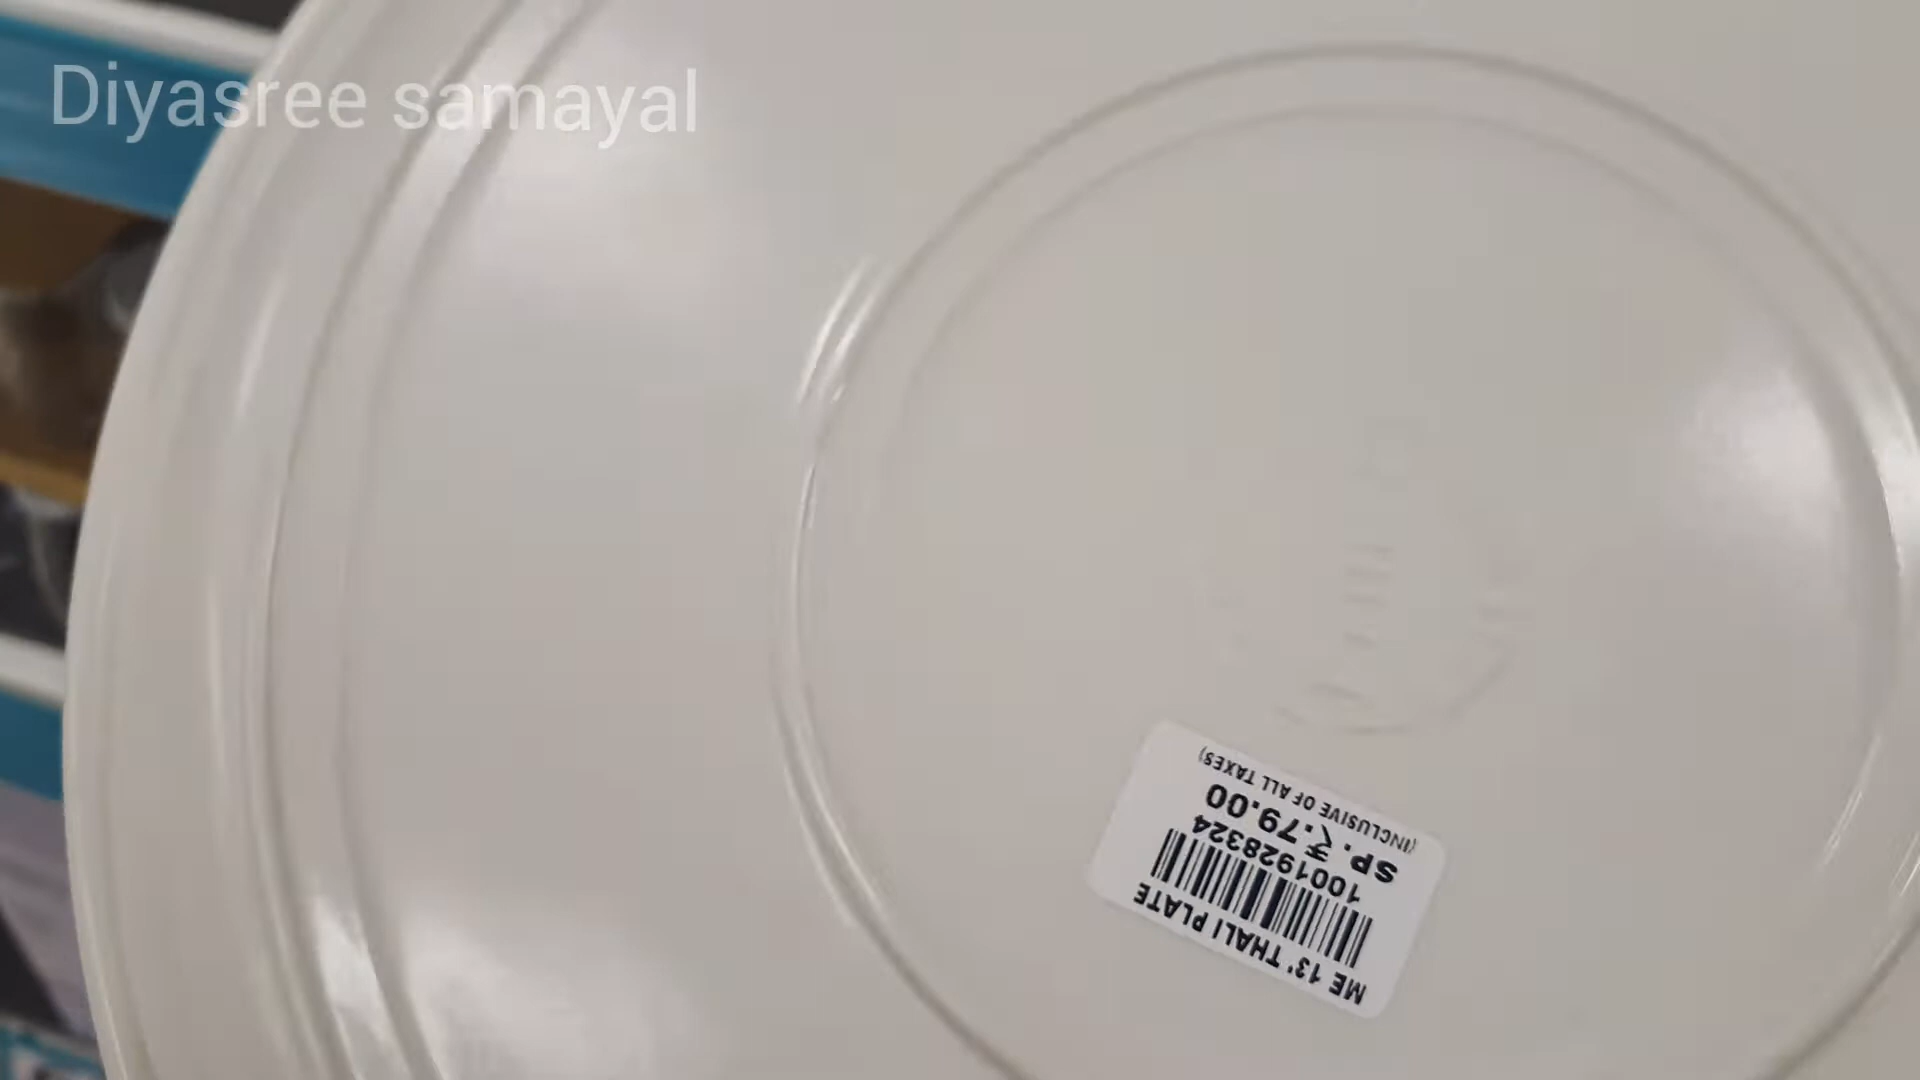 Diyasree samayal
ME 13' THALI PLATE
1001928324
SP. ₹.79.00
(INCLUSIVE OF ALL TAXES)